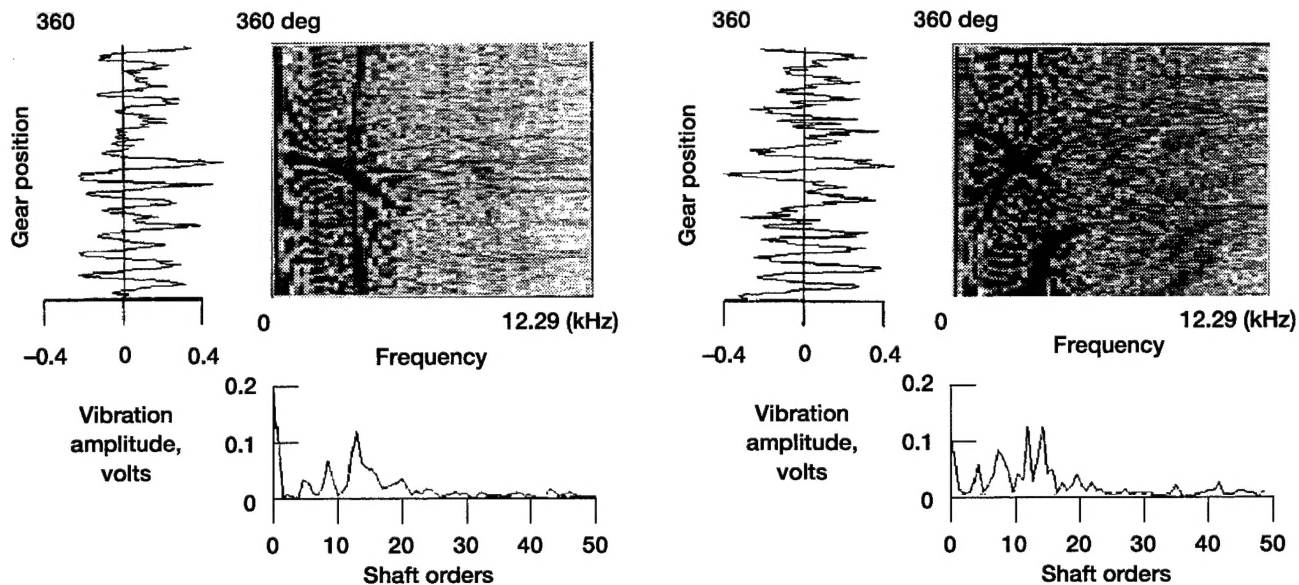 360
360 deg
Gear position
0
12.29 (kHz)
–0.4 0 0.4
Frequency
Vibration
amplitude,
volts
0.2
0.1
0
0 10 20 30 40 50
Shaft orders
360
360 deg
Gear position
0
12.29 (kHz)
–0.4 0 0.4
Frequency
Vibration
amplitude,
volts
0.2
0.1
0
0 10 20 30 40 50
Shaft orders